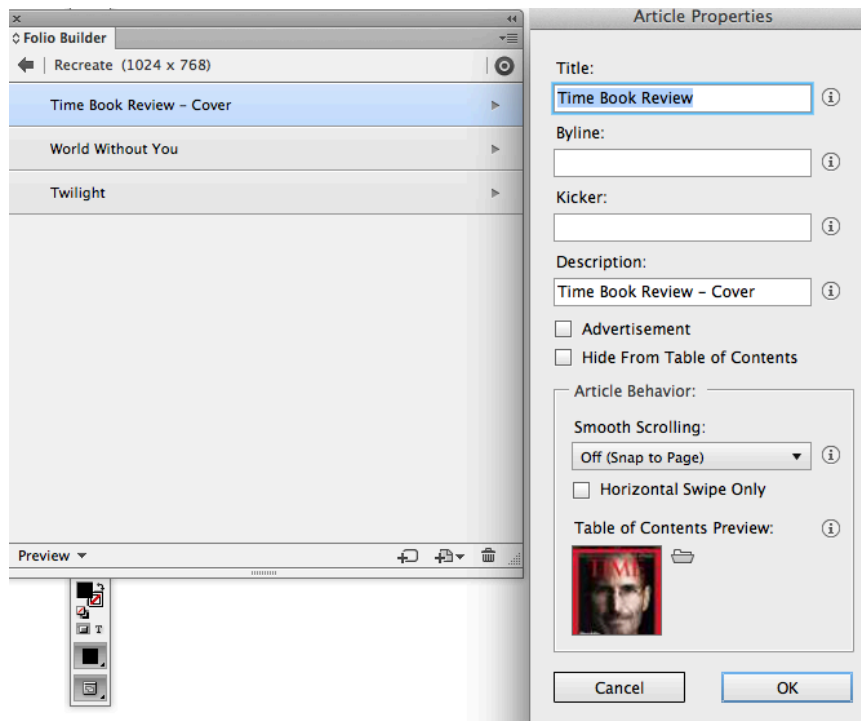 Folio Builder
Recreate (1024 x 768)
Time Book Review – Cover
World Without You
Twilight
Preview
T
Article Properties
Title:
Time Book Review
Byline:
Kicker:
Description:
Time Book Review – Cover
Advertisement
Hide From Table of Contents
Article Behavior:
Smooth Scrolling:
Off (Snap to Page)
Horizontal Swipe Only
Table of Contents Preview:
TIME
Cancel
OK